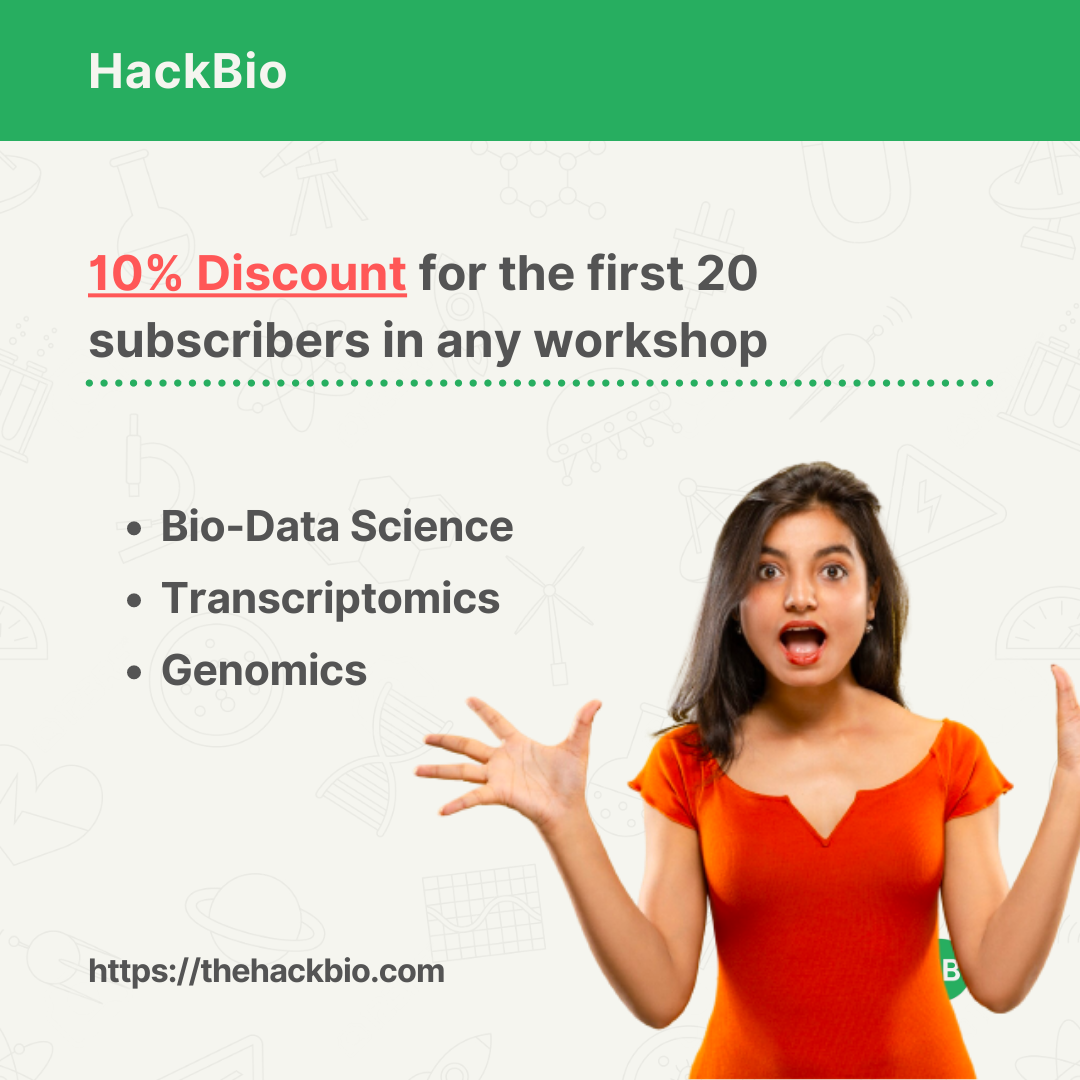 HackBio
10% Discount for the first 20
subscribers in any workshop
• Bio-Data Science
• Transcriptomics
• Genomics
https://thehackbio.com
B